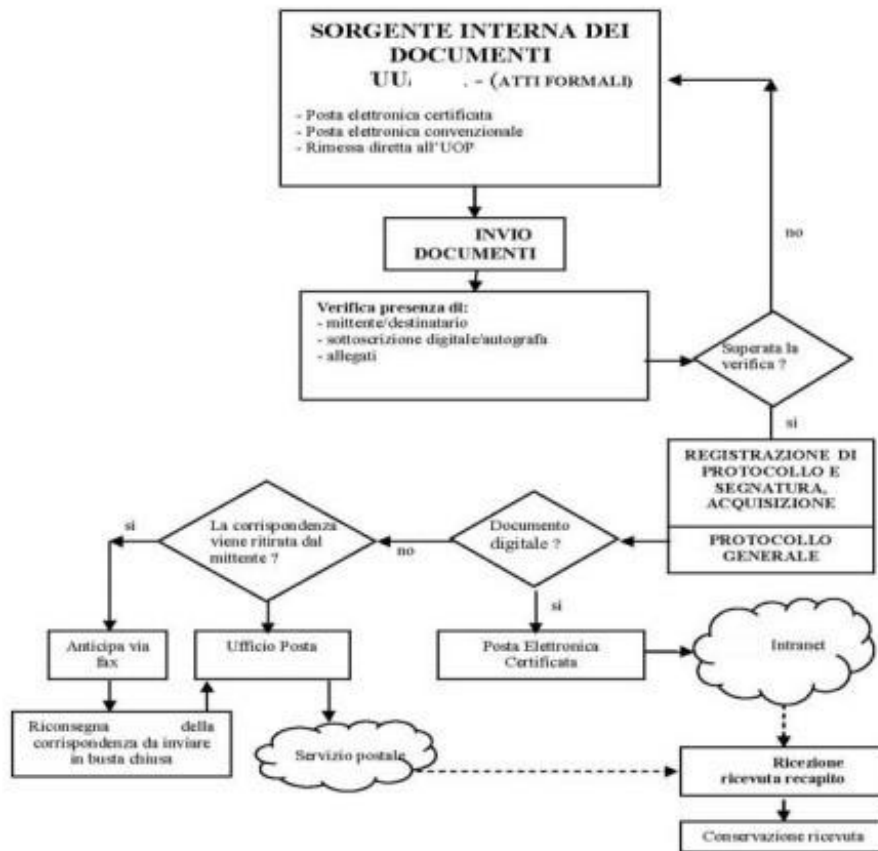 SORGENTE INTERNA DEI
DOCUMENTI
- (ATTI FORMALI)
- Posta elettronica certificata
- Posta elettronica convenzionale
- Rimessa diretta all'UOP
INVIO
DOCUMENTI
no
Verifica presenza di:
- mittente/destinatario
- sottoscrizione digitale/autografa
- allegati
Superata la
verifica ?
si
REGISTRAZIONE DI
PROTOCOLLO E
SEGNATURA,
ACQUISIZIONE
PROTOCOLLO
GENERALE
Documento
digitale ?
no
La corrispondenza
viene ritirata dal
mittente ?
si
si
Anticipa via
fax
Ufficio Posta
Posta Elettronica
Certificata
Intranet
Riconsegna della
corrispondenza da inviare
in busta chiusa
Servizio postale
Ricezione
ricevuta recapito
Conservazione ricevuta